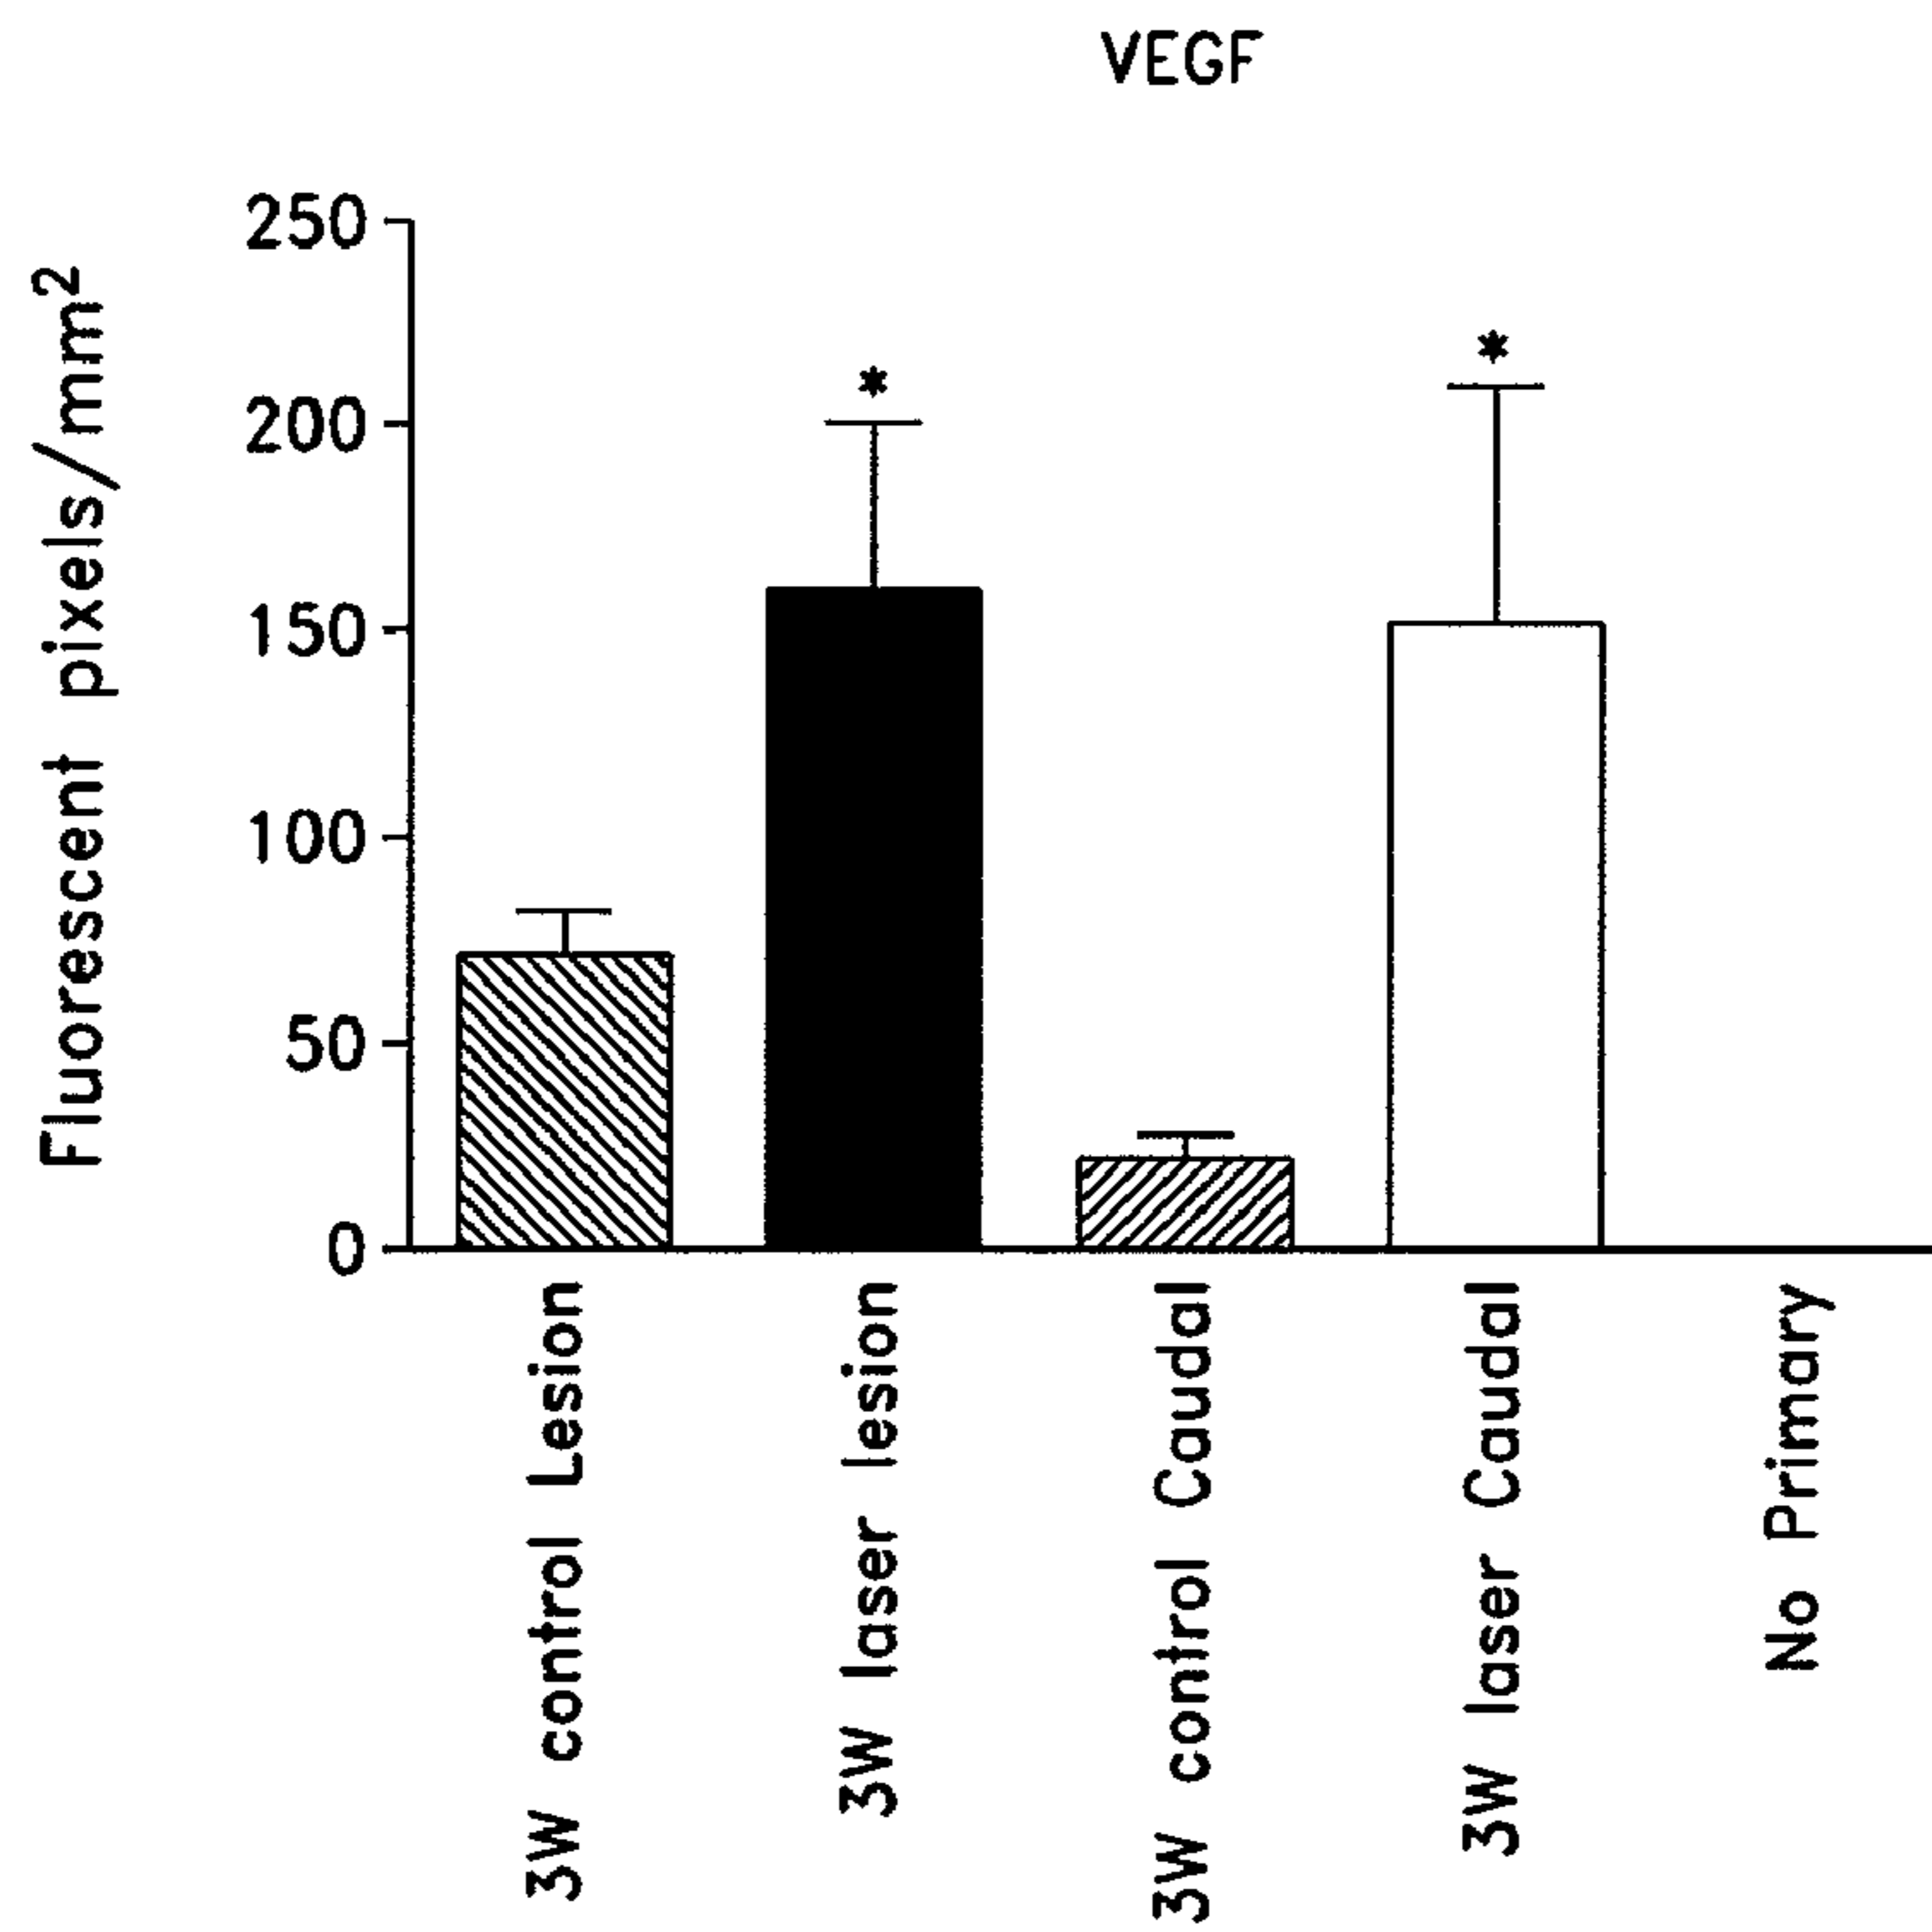 VEGF
Fluorescent pixels/mm²
250
200
150
100
50
0
*
*
3W control Lesion
3W laser lesion
3W control Caudal
3W laser Caudal
No Primary